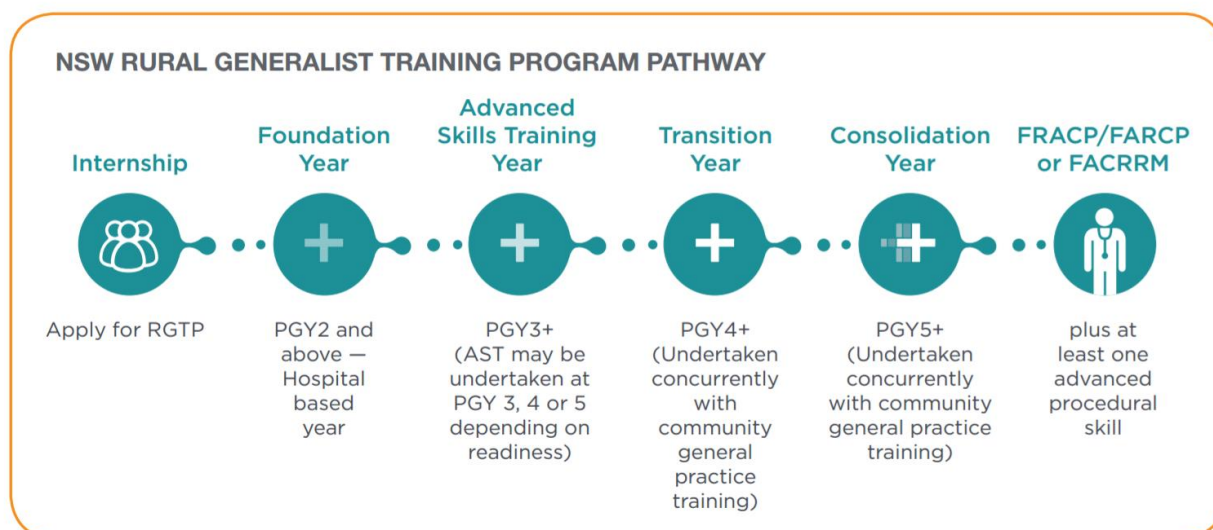 NSW RURAL GENERALIST TRAINING PROGRAM PATHWAY
Internship
Apply for RGTP
Foundation
Year
PGY2 and
above —
Hospital
based
year
Advanced
Skills Training
Year
PGY3+
(AST may be
undertaken at
PGY 3, 4 or 5
depending on
readiness)
Transition
Year
PGY4+
(Undertaken
concurrently
with
community
general
practice
training)
Consolidation
Year
PGY5+
(Undertaken
concurrently
with community
general practice
training)
FRACP/FARCP
or FACRRM
plus at
least one
advanced
procedural
skill